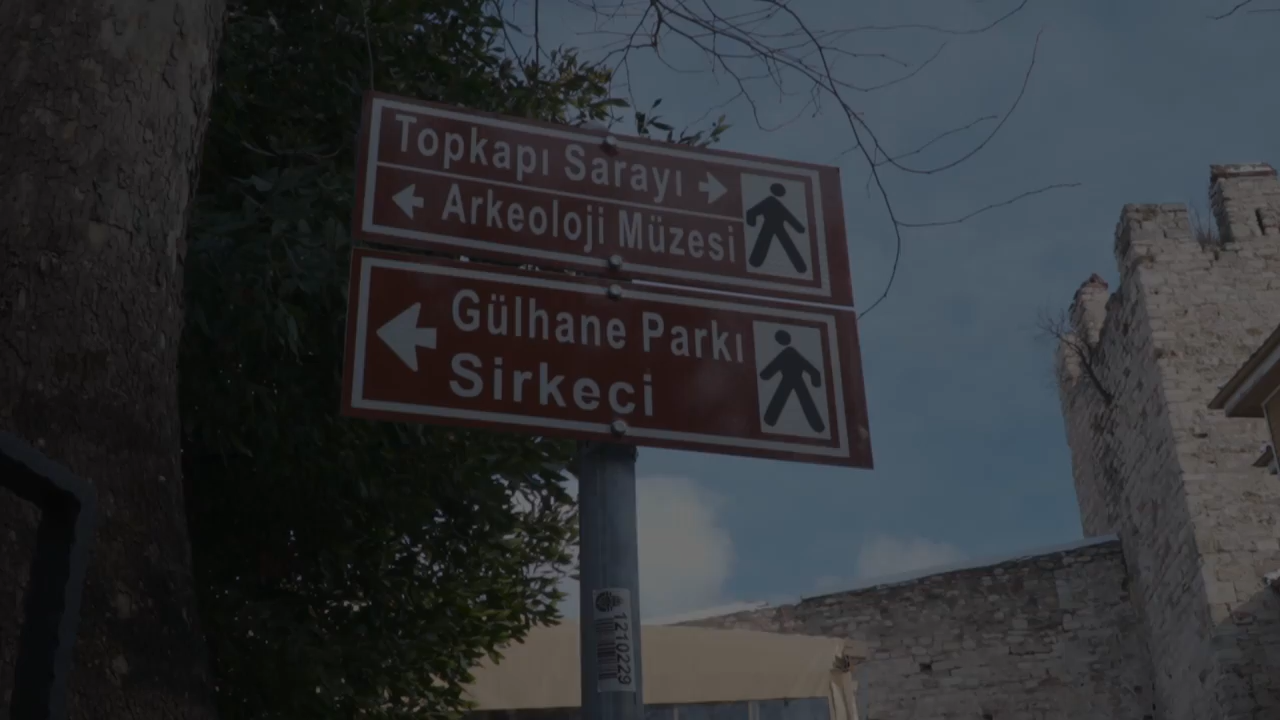 Topkapı Sarayı
Arkeoloji Müzesi
Gülhane Parkı
Sirkeci
1210229